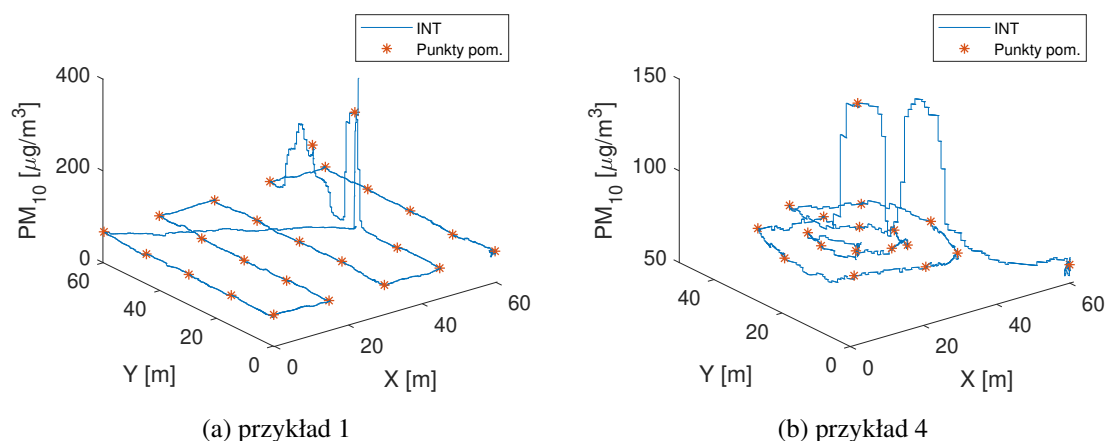 INT
Punkty pom.
400
200
0
PM10 [μg/m3]
60
40
20
0
Y [m]
0
20
40
60
X [m]
(a) przykład 1
INT
Punkty pom.
150
100
50
PM10 [μg/m3]
40
20
0
Y [m]
0
20
40
60
X [m]
(b) przykład 4